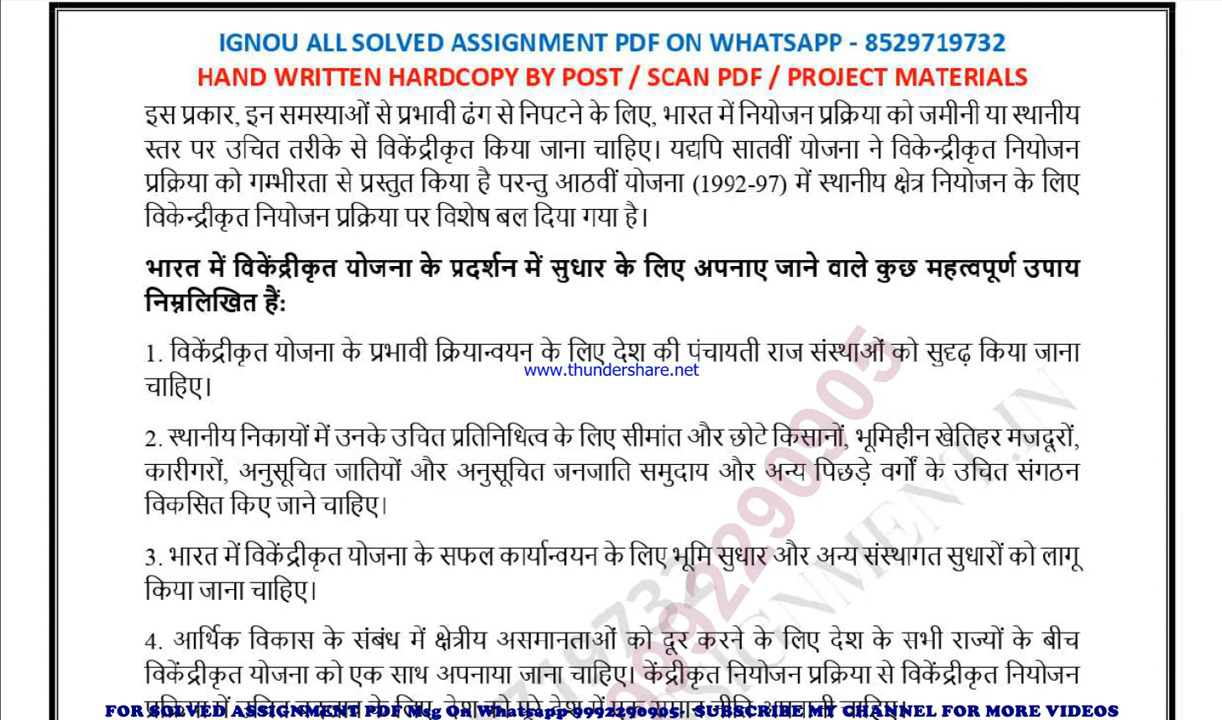 IGNOU ALL SOLVED ASSIGNMENT PDF ON WHATSAPP - 8529719732
HAND WRITTEN HARDCOPY BY POST / SCAN PDF / PROJECT MATERIALS
इस प्रकार, इन समस्याओं से प्रभावी ढंग से निपटने के लिए, भारत में नियोजन प्रक्रिया को जमीनी या स्थानीय
स्तर पर उचित तरीके से विकेंद्रीकृत किया जाना चाहिए। यद्यपि सातवीं योजना ने विकेन्द्रीकृत नियोजन
प्रक्रिया को गम्भीरता से प्रस्तुत किया है परन्तु आठवीं योजना (1992-97) में स्थानीय क्षेत्र नियोजन के लिए
विकेन्द्रीकृत नियोजन प्रक्रिया पर विशेष बल दिया गया है।
भारत में विकेंद्रीकृत योजना के प्रदर्शन में सुधार के लिए अपनाए जाने वाले कुछ महत्वपूर्ण उपाय
निम्नलिखित हैं:
1. विकेंद्रीकृत योजना के प्रभावी क्रियान्वयन के लिए देश की पंचायती राज संस्थाओं को सुदृढ़ किया जाना
www.thundershare.net
चाहिए।
2. स्थानीय निकायों में उनके उचित प्रतिनिधित्व के लिए सीमांत और छोटे किसानों, भूमिहीन खेतिहर मजदूरों,
कारीगरों, अनुसूचित जातियों और अनुसूचित जनजाति समुदाय और अन्य पिछड़े वर्गों के उचित संगठन
विकसित किए जाने चाहिए।
3. भारत में विकेंद्रीकृत योजना के सफल कार्यान्वयन के लिए भूमि सुधार और अन्य संस्थागत सुधारों को लागू
किया जाना चाहिए।
4. आर्थिक विकास के संबंध में क्षेत्रीय असमानताओं को दूर करने के लिए देश के सभी राज्यों के बीच
विकेंद्रीकृत योजना को एक साथ अपनाया जाना चाहिए। केंद्रीकृत नियोजन प्रक्रिया से विकेंद्रीकृत नियोजन
FOR SOLVED ASSIGNMENT PDF Msg On Whatsapp-9992290905- SUBSCRIBE MY CHANNEL FOR MORE VIDEOS
9992290905